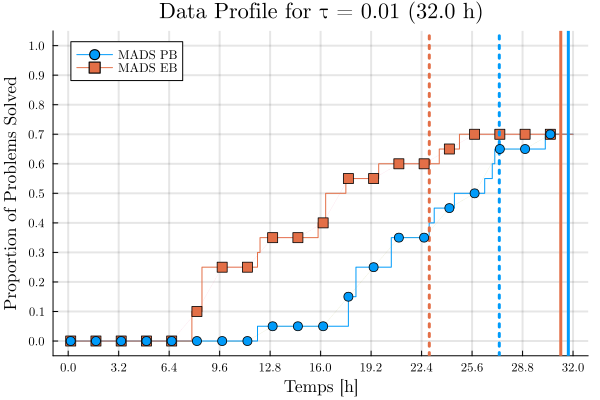 Data Profile for τ = 0.01 (32.0 h)
MADS PB
MADS EB
Proportion of Problems Solved
1.0
0.9
0.8
0.7
0.6
0.5
0.4
0.3
0.2
0.1
0.0
0.0 3.2 6.4 9.6 12.8 16.0 19.2 22.4 25.6 28.8 32.0
Temps [h]